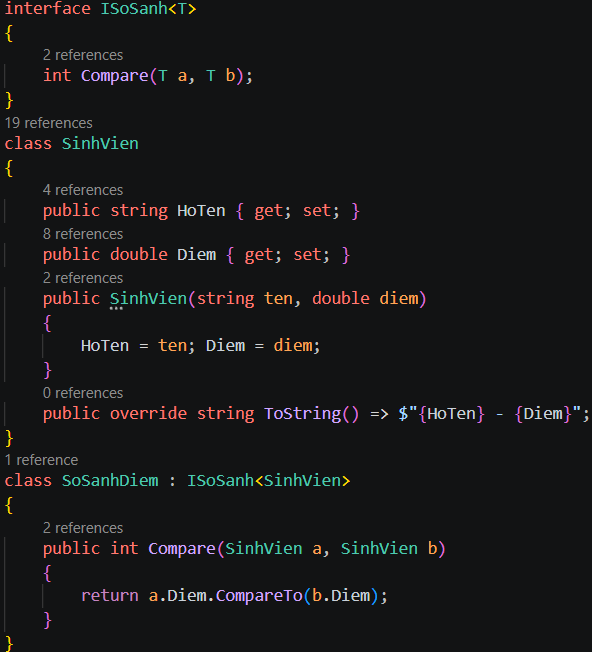 interface ISoSanh<T>
{
2 references
int Compare(T a, T b);
}
19 references
class SinhVien
{
4 references
public string HoTen { get; set; }
8 references
public double Diem { get; set; }
2 references
public SinhVien(string ten, double diem)
{
HoTen = ten; Diem = diem;
}
0 references
public override string ToString() => $"{HoTen} - {Diem}";
}
1 reference
class SoSanhDiem : ISoSanh<SinhVien>
{
2 references
public int Compare(SinhVien a, SinhVien b)
{
return a.Diem.CompareTo(b.Diem);
}
}